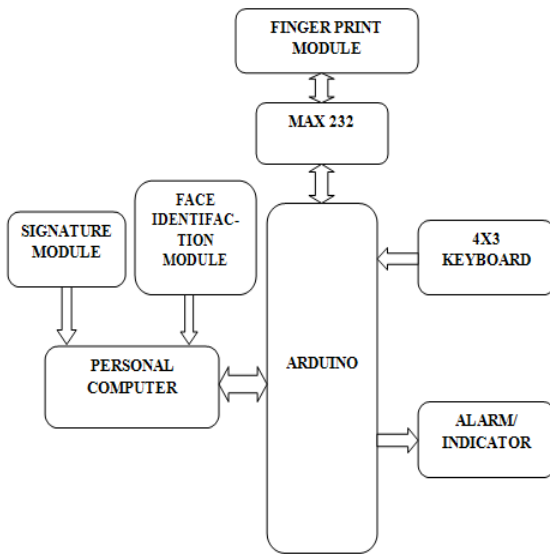 FINGER PRINT
MODULE
MAX 232
FACE
IDENTIFAC-
TION
MODULE
SIGNATURE
MODULE
4X3
KEYBOARD
PERSONAL
COMPUTER
ARDUINO
ALARM/
INDICATOR